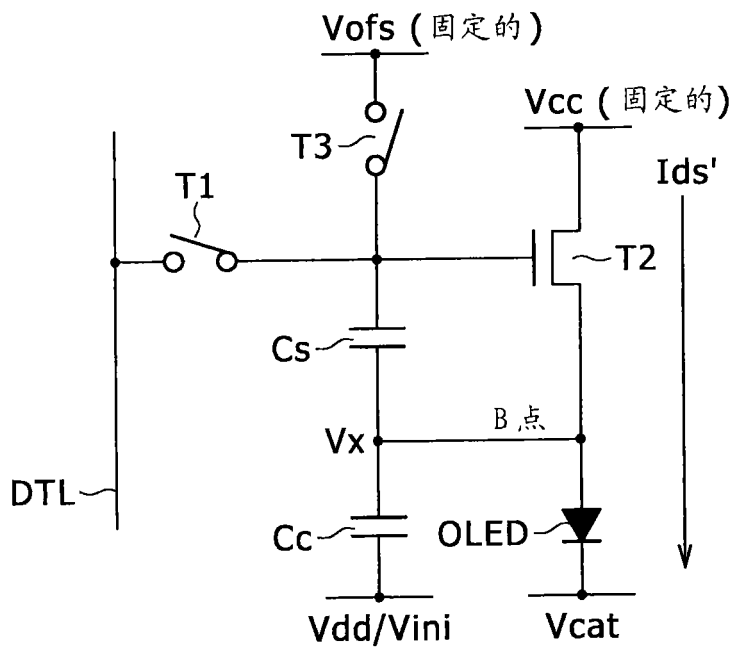 Vofs (固定的)
Vcc (固定的)
T3
Ids'
T1
T2
Cs
B点
Vx
DTL
Cc
OLED
Vdd/Vini
Vcat